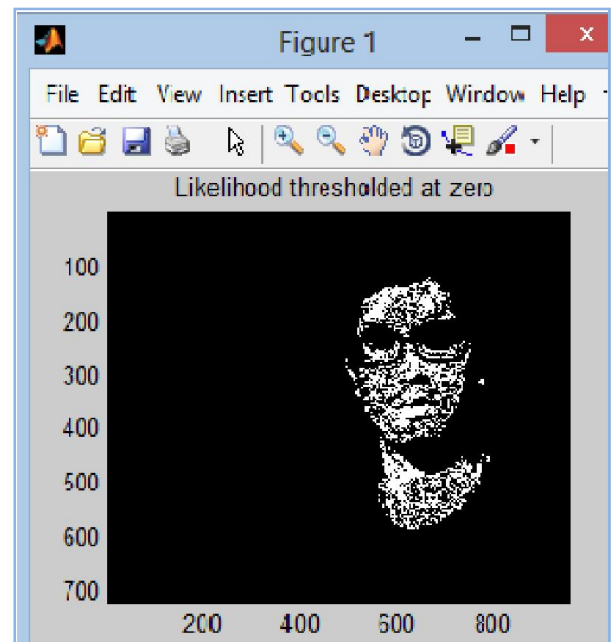 Figure 1
File Edit View Insert Tools Desktop Window Help
Likelihood thresholded at zero
100
200
300
400
500
600
700
200 400 600 800